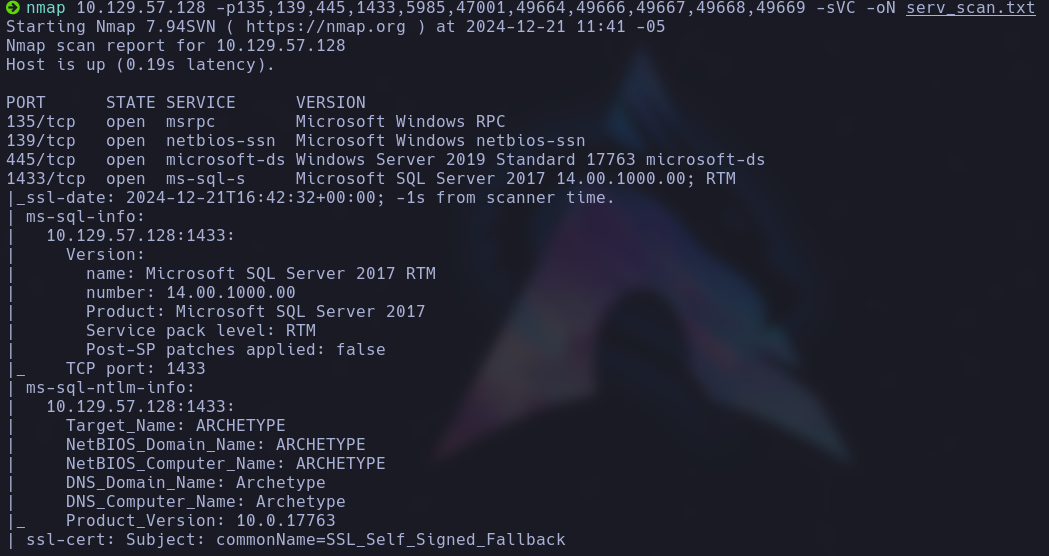 nmap 10.129.57.128 -p135,139,445,1433,5985,47001,49664,49666,49667,49668,49669 -sVC -oN serv_scan.txt
Starting Nmap 7.94SVN ( https://nmap.org ) at 2024-12-21 11:41 -05
Nmap scan report for 10.129.57.128
Host is up (0.19s latency).

PORT      STATE SERVICE      VERSION
135/tcp   open  msrpc        Microsoft Windows RPC
139/tcp   open  netbios-ssn  Microsoft Windows netbios-ssn
445/tcp   open  microsoft-ds Windows Server 2019 Standard 17763 microsoft-ds
1433/tcp  open  ms-sql-s     Microsoft SQL Server 2017 14.00.1000.00; RTM
|_ssl-date: 2024-12-21T16:42:32+00:00; -1s from scanner time.
| ms-sql-info:
|   10.129.57.128:1433:
|     Version:
|       name: Microsoft SQL Server 2017 RTM
|       number: 14.00.1000.00
|       Product: Microsoft SQL Server 2017
|       Service pack level: RTM
|       Post-SP patches applied: false
|_    TCP port: 1433
| ms-sql-ntlm-info:
|   10.129.57.128:1433:
|     Target_Name: ARCHETYPE
|     NetBIOS_Domain_Name: ARCHETYPE
|     NetBIOS_Computer_Name: ARCHETYPE
|     DNS_Domain_Name: Archetype
|     DNS_Computer_Name: Archetype
|_    Product_Version: 10.0.17763
| ssl-cert: Subject: commonName=SSL_Self_Signed_Fallback